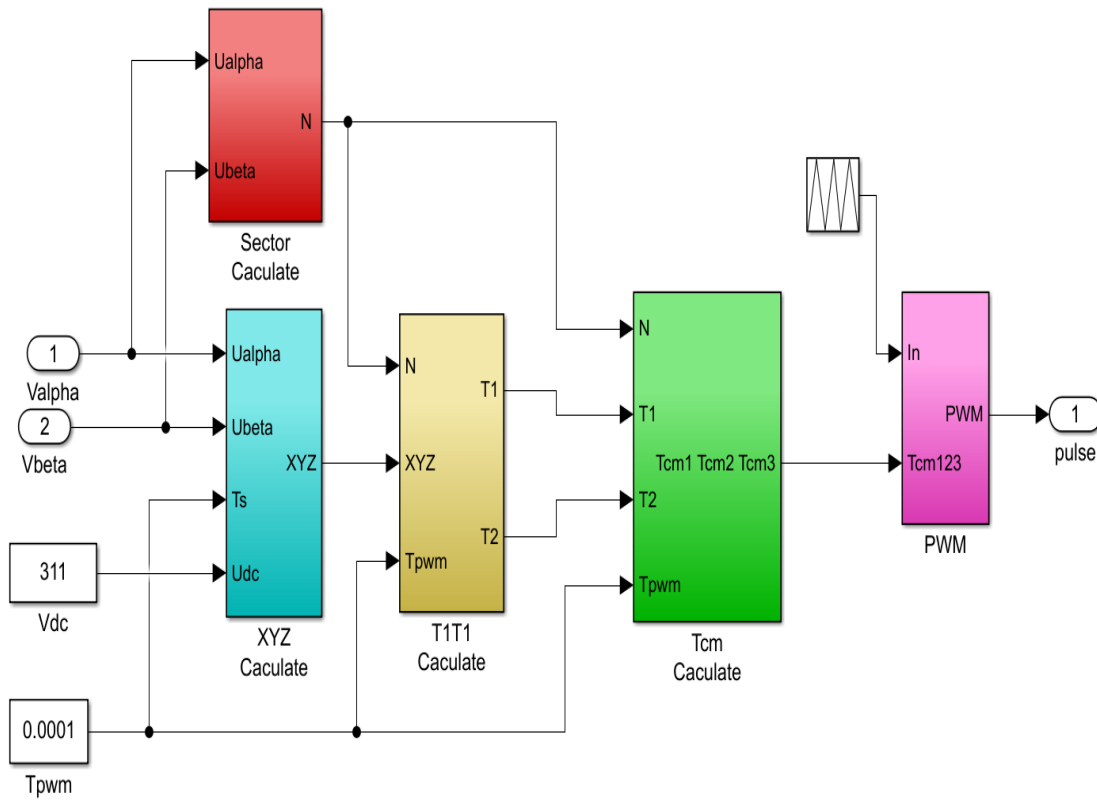 Ualpha
N
Ubeta
Sector
Caculate
1
Valpha
2
Vbeta
311
Vdc
0.0001
Tpwm
Ualpha
Ubeta
XYZ
Ts
Udc
XYZ
Caculate
N
T1
XYZ
T2
Tpwm
T1T1
Caculate
N
T1
Tcm1 Tcm2 Tcm3
T2
Tpwm
Tcm
Caculate
In
PWM
Tcm123
PWM
1
pulse